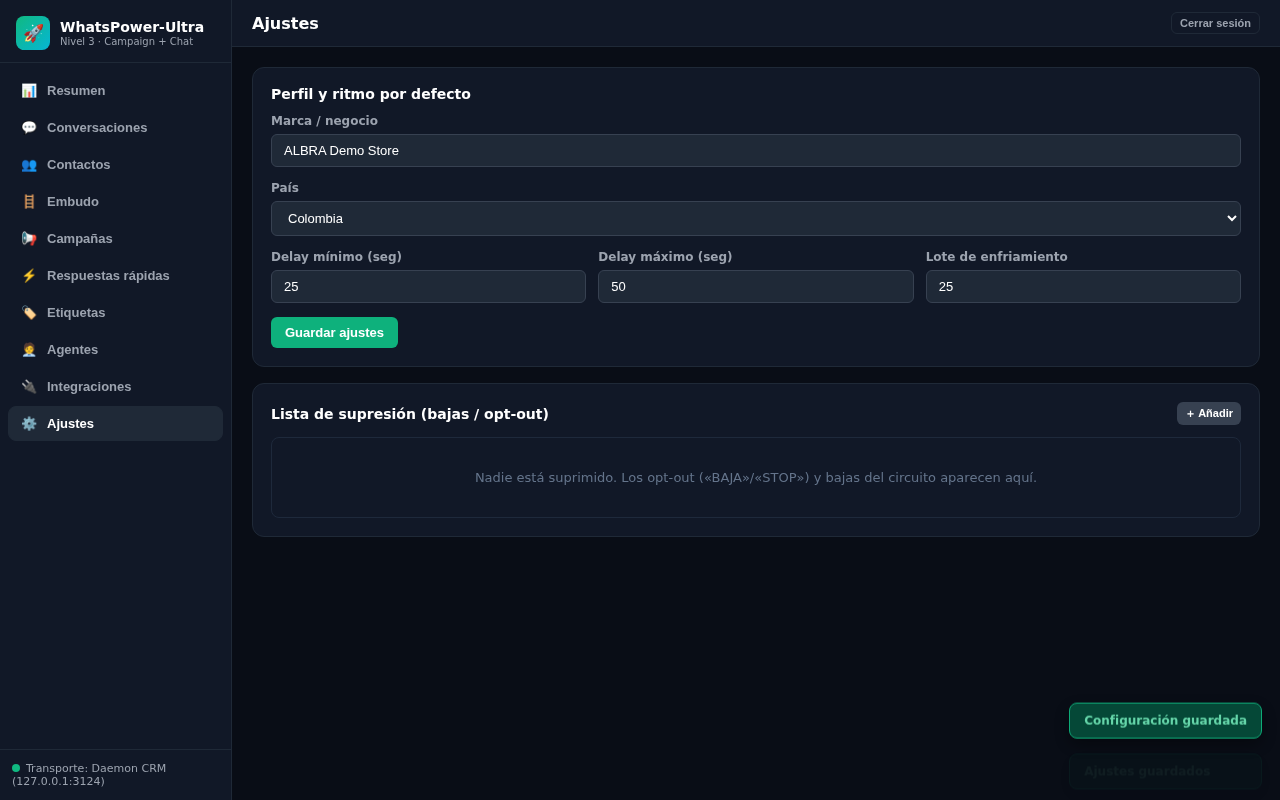 WhatsPower-Ultra
Nivel 3 · Campaign + Chat
Resumen
Conversaciones
Contactos
Embudo
Campañas
Respuestas rápidas
Etiquetas
Agentes
Integraciones
Ajustes
Transporte: Daemon CRM
(127.0.0.1:3124)
Ajustes
Cerrar sesión
Perfil y ritmo por defecto
Marca / negocio
ALBRA Demo Store
País
Colombia
Delay mínimo (seg) Delay máximo (seg) Lote de enfriamiento
25 50 25
Guardar ajustes
Lista de supresión (bajas / opt-out)
+ Añadir
Nadie está suprimido. Los opt-out («BAJA»/«STOP») y bajas del circuito aparecen aquí.
Configuración guardada
Ajustes guardados